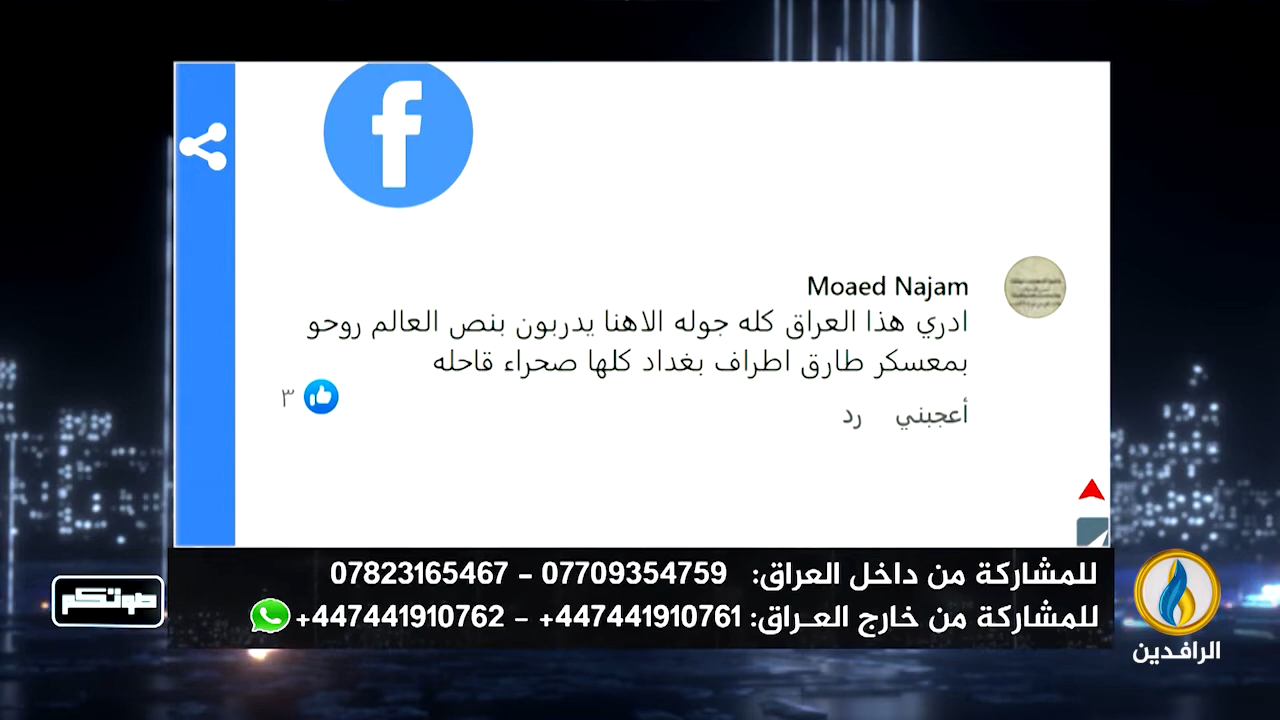 f
Moaed Najam
ادري هذا العراق كله جوله الاهنا يدربون بنص العالم روحو
بمعسكر طارق اطراف بغداد كلها صحراء قاحله
٣
أعجبني رد
للمشاركة من داخل العراق: 07709354759 - 07823165467
للمشاركة من خارج العراق: 447441910761+ - 447441910762+
صوتكم
الرافدين